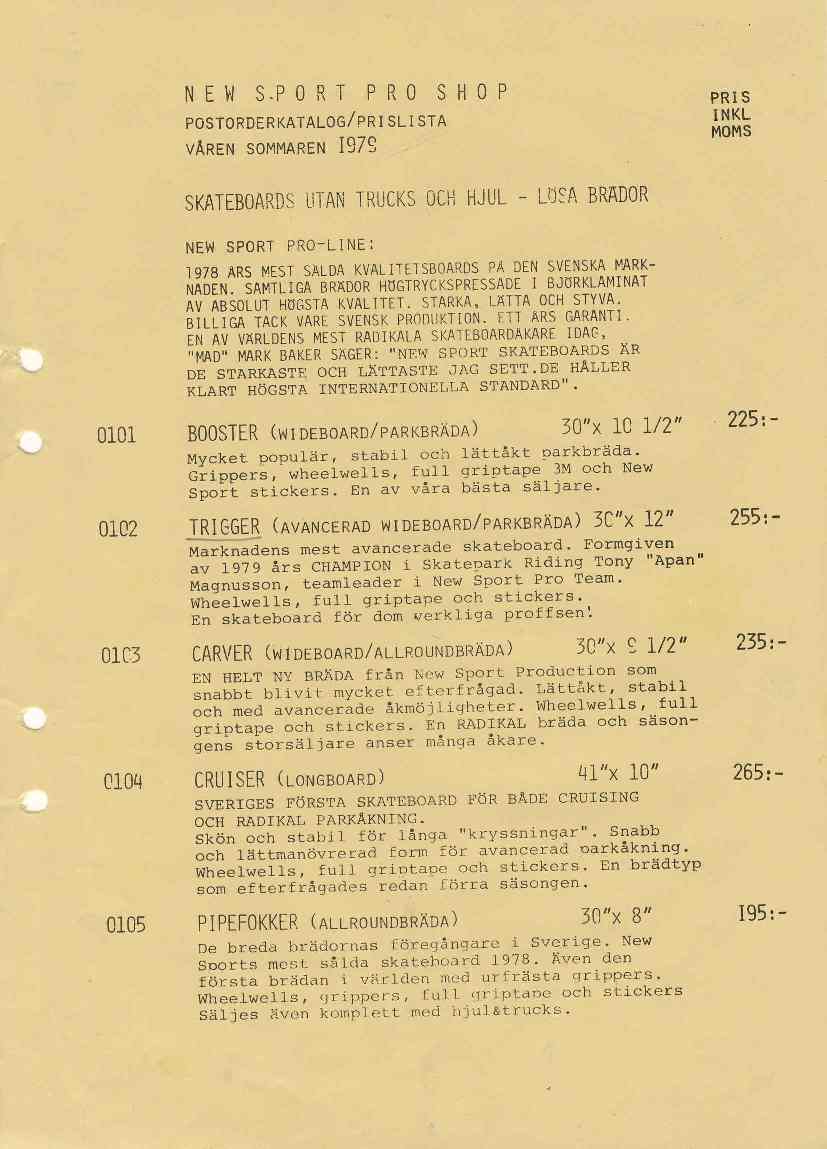 NEW S-PORT PRO SHOP
PRIS
INKL
MOMS
POSTORDERKATALOG/PRISLISTA
VÅREN SOMMAREN 1979
SKATEBOARDS UTAN TRUCKS OCH HJUL - LÖSA BRÄDOR
NEW SPORT PRO-LINE:
1978 ÅRS MEST SÅLDA KVALITETSBOARDS PÅ DEN SVENSKA MARK-
NADEN. SAMTLIGA BRÄDOR HÖGTRYCKSPRESSADE I BJÖRKLAMINAT
AV ABSOLUT HÖGSTA KVALITET. STARKA, LÄTTA OCH STYVA.
BILLIGA TACK VARE SVENSK PRODUKTION. ETT ÅRS GARANTI.
EN AV VÄRLDENS MEST RADIKALA SKATEBOARDÅKARE IDAG,
"MAD" MARK BAKER SÄGER: "NEW SPORT SKATEBOARDS ÄR
DE STARKASTE OCH LÄTTASTE JAG SETT.DE HÅLLER
KLART HÖGSTA INTERNATIONELLA STANDARD".
0101 BOOSTER (WIDEBOARD/PARKBRÄDA) 30"X 10 1/2" 225:-
Mycket populär, stabil och lättåkt parkbräda.
Grippers, wheelwells, full griptape 3M och New
Sport stickers. En av våra bästa säljare.
0102 TRIGGER (AVANCERAD WIDEBOARD/PARKBRÄDA) 30"X 12" 255:-
Marknadens mest avancerade skateboard. Formgiven
av 1979 års CHAMPION i Skatepark Riding Tony "Apan"
Magnusson, teamleader i New Sport Pro Team.
Wheelwells, full griptape och stickers.
En skateboard för dom verkliga proffsen!
0103 CARVER (WIDEBOARD/ALLROUNDBRÄDA) 30"X 9 1/2" 235:-
EN HELT NY BRÄDA från New Sport Production som
snabbt blivit mycket efterfrågad. Lättåkt, stabil
och med avancerade åkmöjligheter. Wheelwells, full
griptape och stickers. En RADIKAL bräda och säson-
gens storsäljare anser många åkare.
0104 CRUISER (LONGBOARD) 41"X 10" 265:-
SVERIGES FÖRSTA SKATEBOARD FÖR BÅDE CRUISING
OCH RADIKAL PARKÅKNING.
Skön och stabil för långa "kryssningar". Snabb
och lättmanövrerad form för avancerad parkåkning.
Wheelwells, full griptape och stickers. En brädtyp
som efterfrågades redan förra säsongen.
0105 PIPEFOKKER (ALLROUNDBRÄDA) 30"X 8" 195:-
De breda brädornas föregångare i Sverige. New
Sports mest sålda skateboard 1978. Även den
första brädan i världen med urfrästa grippers.
Wheelwells, grippers, full griptape och stickers
Säljes även komplett med hjul&trucks.